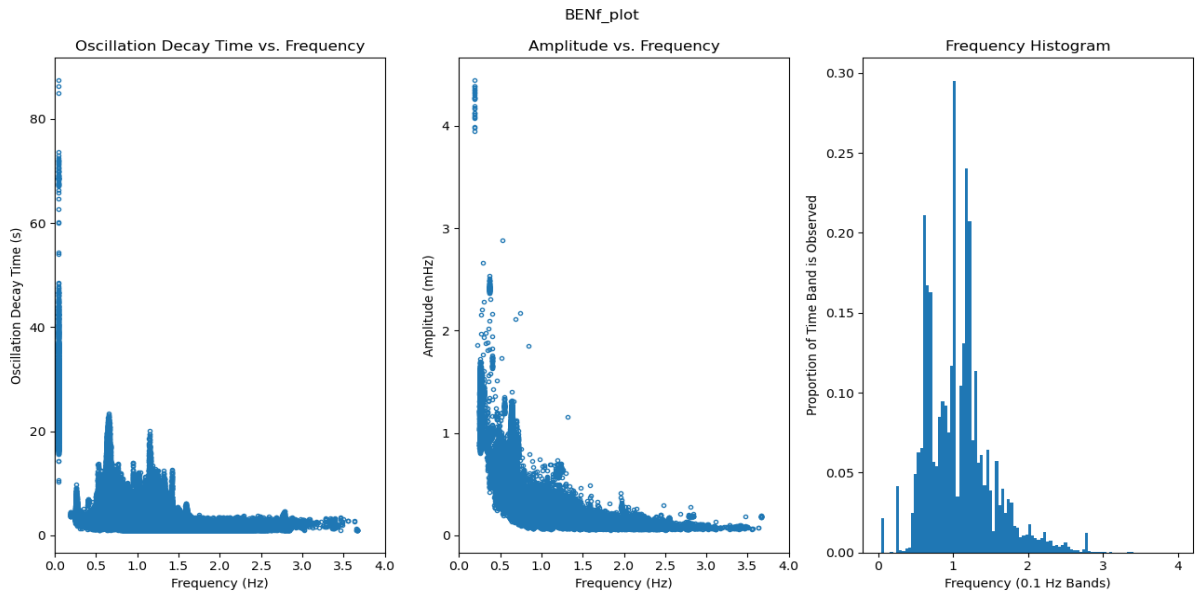 BENf_plot
Oscillation Decay Time vs. Frequency
Oscillation Decay Time (s)
80
60
40
20
0
0.0 0.5 1.0 1.5 2.0 2.5 3.0 3.5 4.0
Frequency (Hz)
Amplitude vs. Frequency
Amplitude (mHz)
4
3
2
1
0
0.0 0.5 1.0 1.5 2.0 2.5 3.0 3.5 4.0
Frequency (Hz)
Frequency Histogram
Proportion of Time Band is Observed
0.30
0.25
0.20
0.15
0.10
0.05
0.00
0 1 2 3 4
Frequency (0.1 Hz Bands)